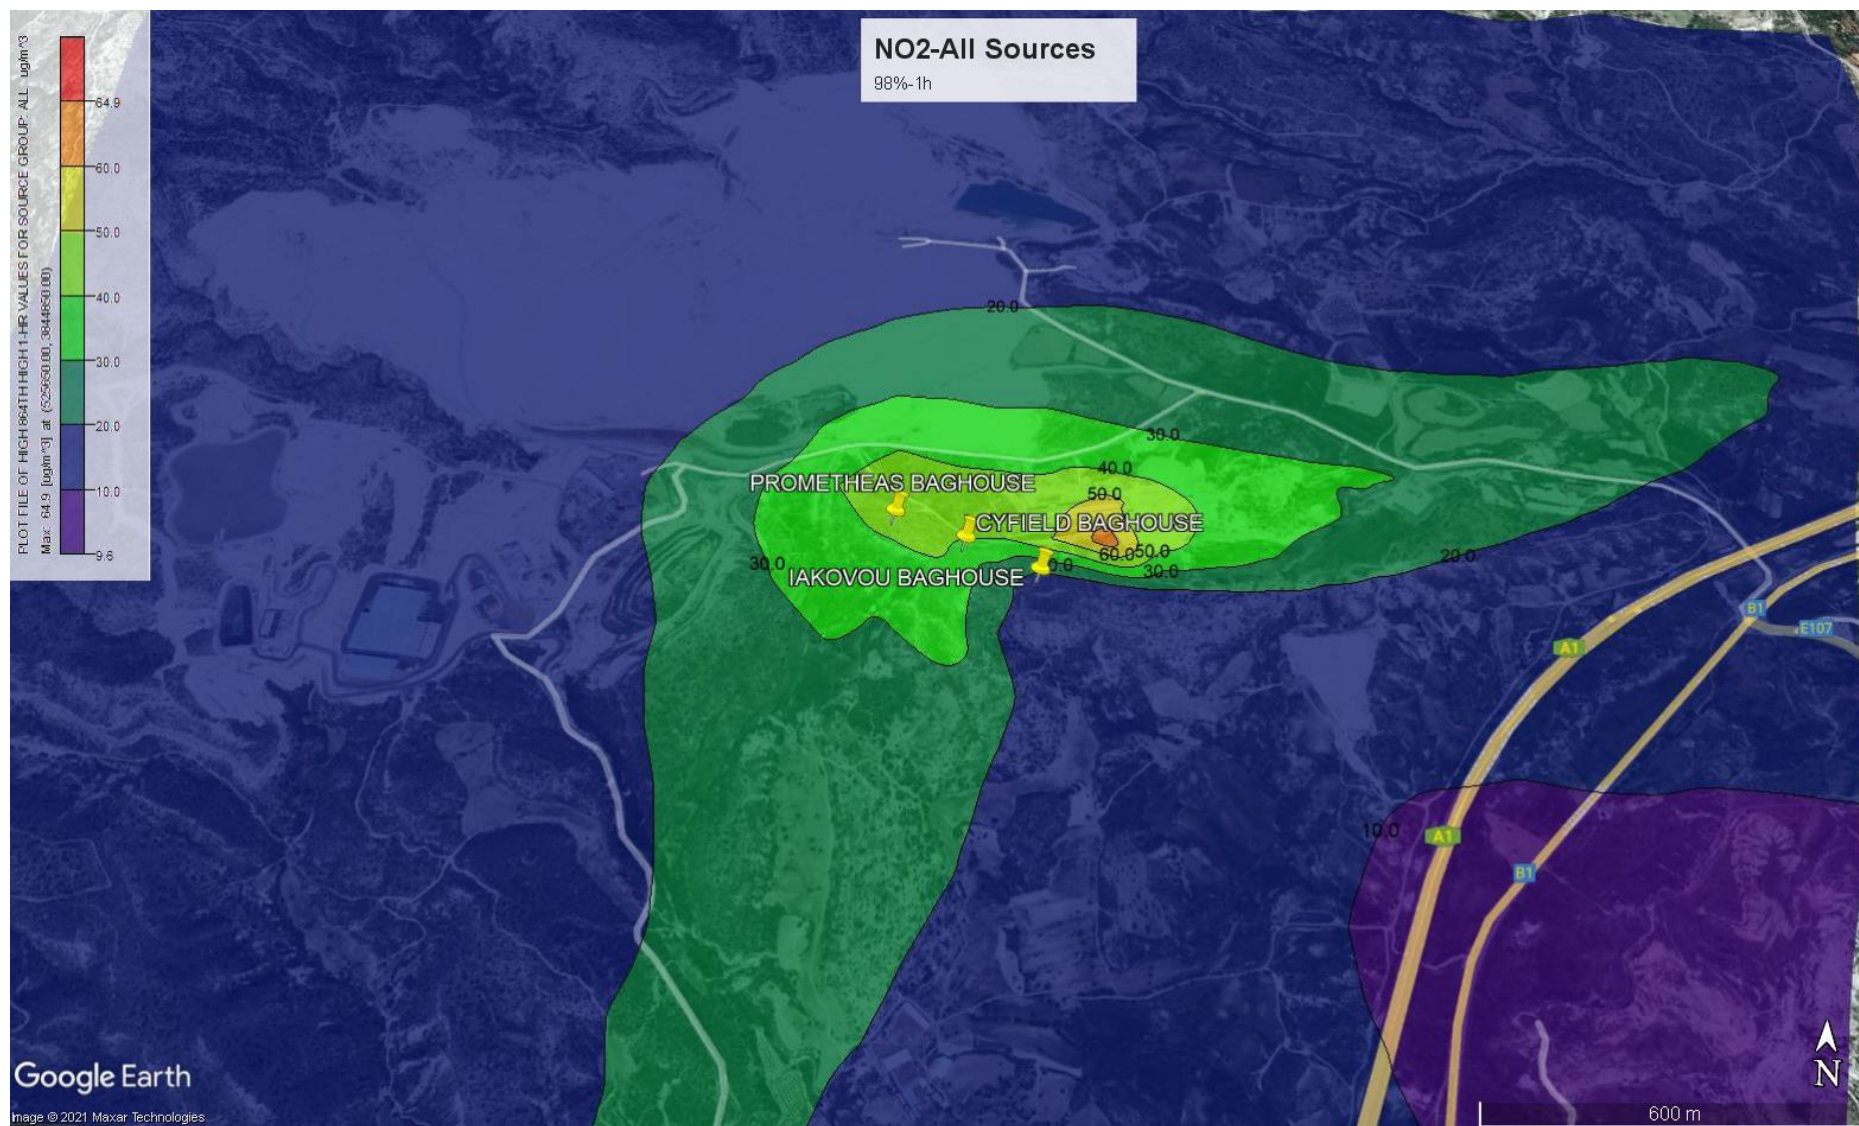 NO2-All Sources
98%-1h
PLOT FILE OF HIGH 864TH HIGH 1-HR VALUES FOR SOURCE GROUP: ALL ug/m^3
Max: 64.9 [ug/m^3] at
64.9
60.0
50.0
40.0
30.0
20.0
10.0
9.6
20.0
30.0
40.0
PROMETHEAS BAGHOUSE
50.0
CYFIELD BAGHOUSE
60.0
50.0
20.0
30.0
30.0
IAKOVOU BAGHOUSE
B1
E107
A1
10.0
A1
B1
N
Google Earth
Image © 2021 Maxar Technologies
600 m